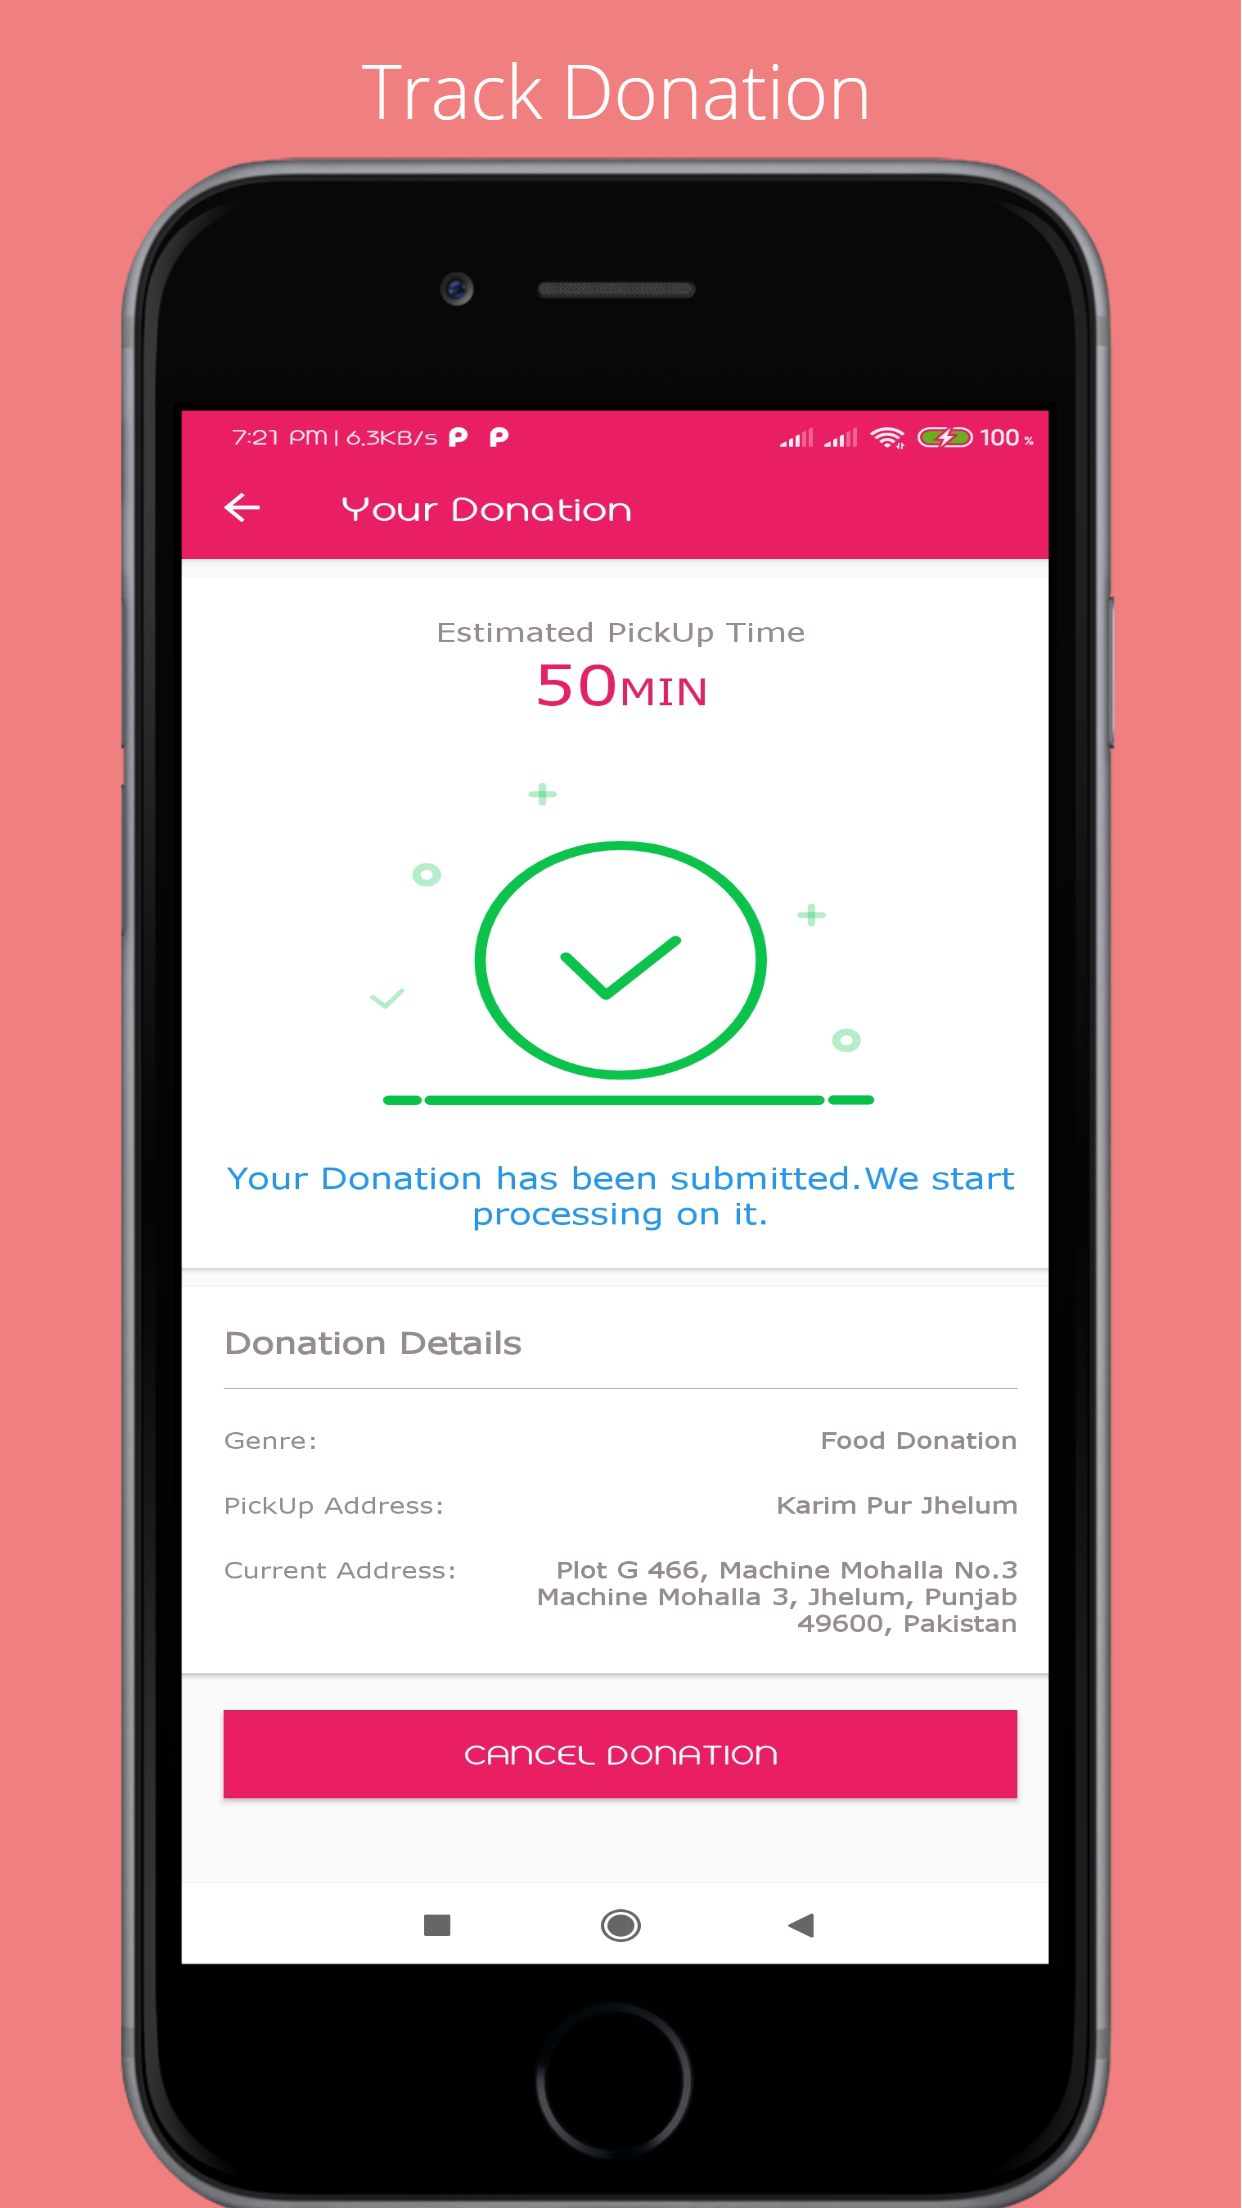 Track Donation
7:21 PM | 6.3KB/s P P 100 %
Your Donation
Estimated PickUp Time
50MIN
Your Donation has been submitted.We start
processing on it.
Donation Details
Genre: Food Donation
PickUp Address: Karim Pur Jhelum
Current Address: Plot G 466, Machine Mohalla No.3
Machine Mohalla 3, Jhelum, Punjab
49600, Pakistan
CANCEL DONATION